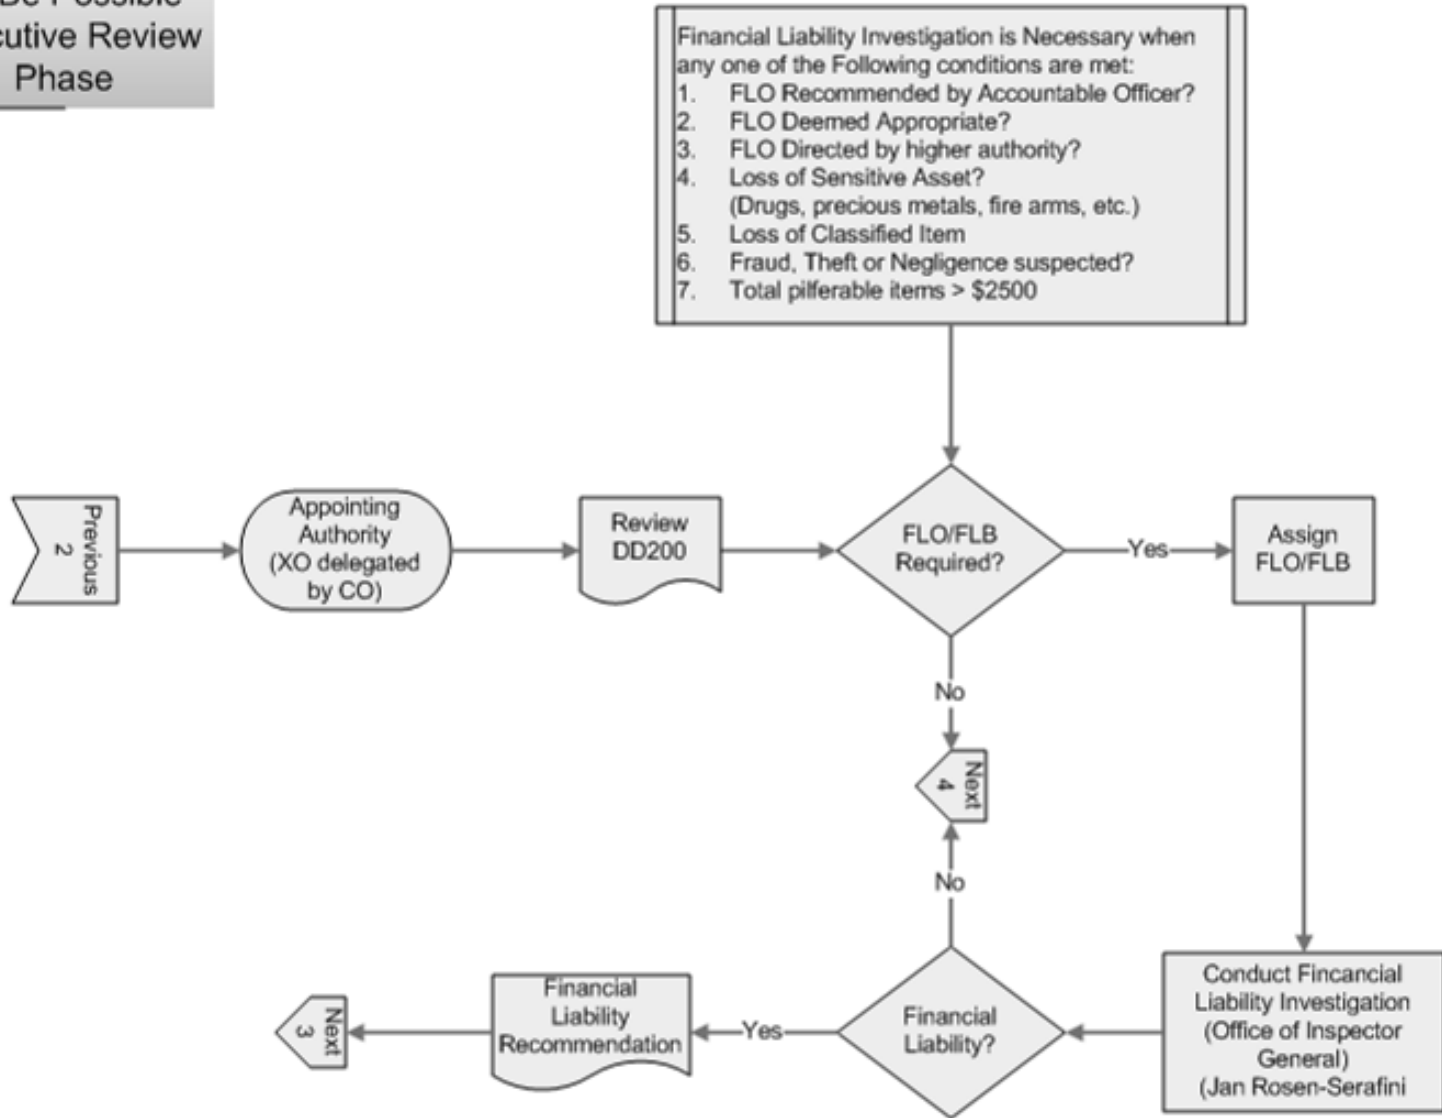 Be Possible
cutive Review
Phase
Financial Liability Investigation is Necessary when
any one of the Following conditions are met:
1. FLO Recommended by Accountable Officer?
2. FLO Deemed Appropriate?
3. FLO Directed by higher authority?
4. Loss of Sensitive Asset?
(Drugs, precious metals, fire arms, etc.)
5. Loss of Classified Item
6. Fraud, Theft or Negligence suspected?
7. Total pilferable items > $2500
Previous
2
Appointing
Authority
(XO delegated
by CO)
Review
DD200
FLO/FLB
Required?
Yes
Assign
FLO/FLB
No
Next
4
No
Next
3
Financial
Liability
Recommendation
Yes
Financial
Liability?
Conduct Fincancial
Liability Investigation
(Office of Inspector
General)
(Jan Rosen-Serafini